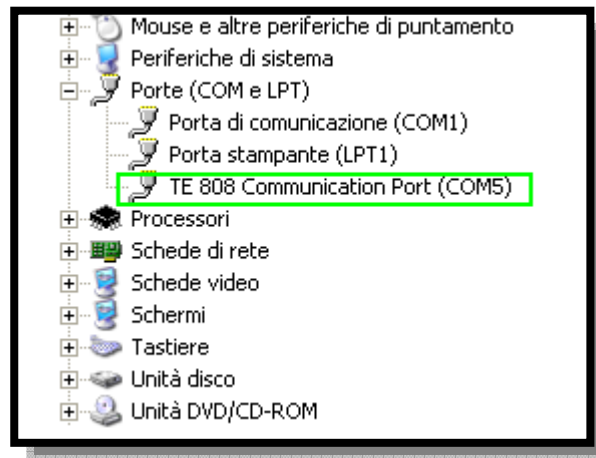 Mouse e altre periferiche di puntamento
Periferiche di sistema
Porte (COM e LPT)
Porta di comunicazione (COM1)
Porta stampante (LPT1)
TE 808 Communication Port (COM5)
Processori
Schede di rete
Schede video
Schermi
Tastiere
Unità disco
Unità DVD/CD-ROM